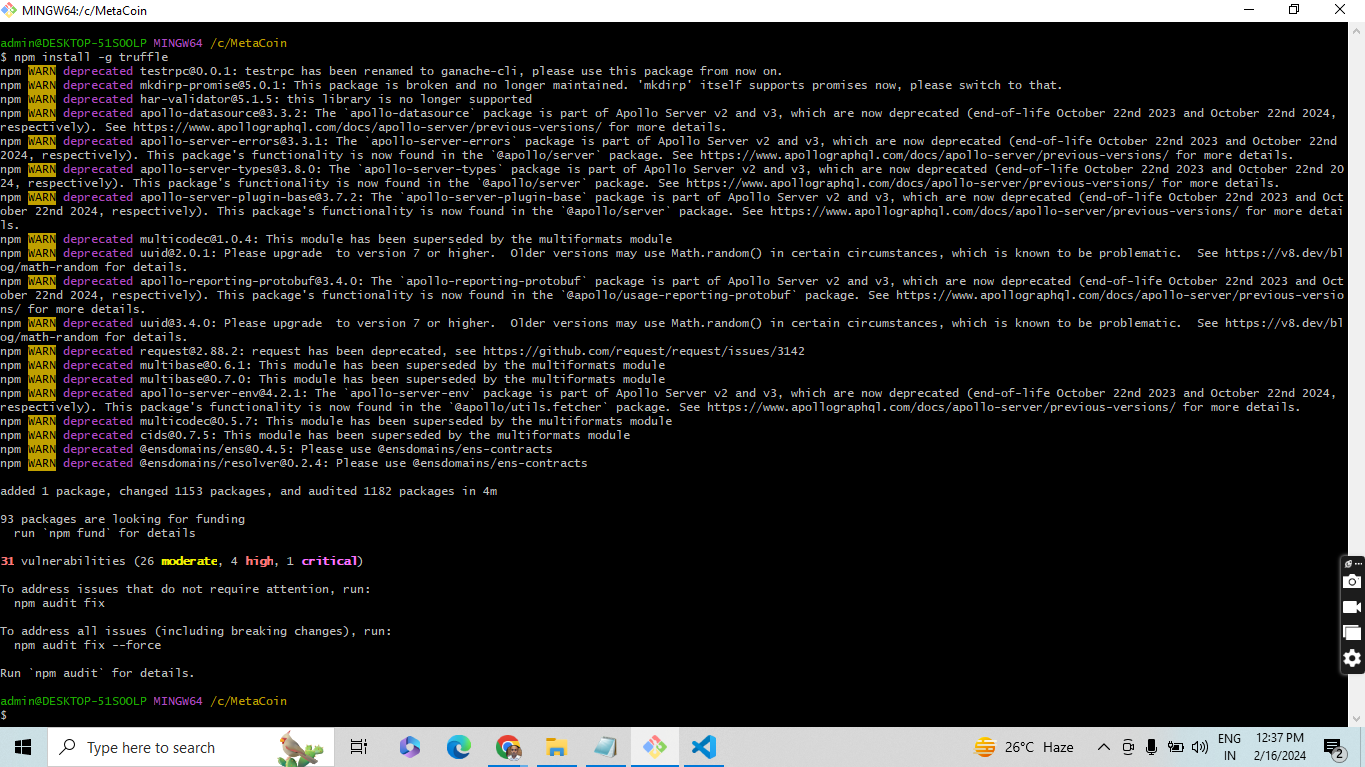 MINGW64:/c/MetaCoin
admin@DESKTOP-51SOOLP MINGW64 /c/MetaCoin
$ npm install -g truffle
npm WARN deprecated testrpc@0.0.1: testrpc has been renamed to ganache-cli, please use this package from now on.
npm WARN deprecated mkdirp-promise@5.0.1: This package is broken and no longer maintained. 'mkdirp' itself supports promises now, please switch to that.
npm WARN deprecated har-validator@5.1.5: this library is no longer supported
npm WARN deprecated apollo-datasource@3.3.2: The `apollo-datasource` package is part of Apollo Server v2 and v3, which are now deprecated (end-of-life October 22nd 2023 and October 22nd 2024,
respectively). See https://www.apollographql.com/docs/apollo-server/previous-versions/ for more details.
npm WARN deprecated apollo-server-errors@3.3.1: The `apollo-server-errors` package is part of Apollo Server v2 and v3, which are now deprecated (end-of-life October 22nd 2023 and October 22nd
2024, respectively). This package's functionality is now found in the `@apollo/server` package. See https://www.apollographql.com/docs/apollo-server/previous-versions/ for more details.
npm WARN deprecated apollo-server-types@3.8.0: The `apollo-server-types` package is part of Apollo Server v2 and v3, which are now deprecated (end-of-life October 22nd 2023 and October 22nd 20
24, respectively). This package's functionality is now found in the `@apollo/server` package. See https://www.apollographql.com/docs/apollo-server/previous-versions/ for more details.
npm WARN deprecated apollo-server-plugin-base@3.7.2: The `apollo-server-plugin-base` package is part of Apollo Server v2 and v3, which are now deprecated (end-of-life October 22nd 2023 and Oct
ober 22nd 2024, respectively). This package's functionality is now found in the `@apollo/server` package. See https://www.apollographql.com/docs/apollo-server/previous-versions/ for more detai
ls.
npm WARN deprecated multicodec@1.0.4: This module has been superseded by the multiformats module
npm WARN deprecated uuid@2.0.1: Please upgrade  to version 7 or higher.  Older versions may use Math.random() in certain circumstances, which is known to be problematic.  See https://v8.dev/bl
og/math-random for details.
npm WARN deprecated apollo-reporting-protobuf@3.4.0: The `apollo-reporting-protobuf` package is part of Apollo Server v2 and v3, which are now deprecated (end-of-life October 22nd 2023 and Oct
ober 22nd 2024, respectively). This package's functionality is now found in the `@apollo/usage-reporting-protobuf` package. See https://www.apollographql.com/docs/apollo-server/previous-versio
ns/ for more details.
npm WARN deprecated uuid@3.4.0: Please upgrade  to version 7 or higher.  Older versions may use Math.random() in certain circumstances, which is known to be problematic.  See https://v8.dev/bl
og/math-random for details.
npm WARN deprecated request@2.88.2: request has been deprecated, see https://github.com/request/request/issues/3142
npm WARN deprecated multibase@0.6.1: This module has been superseded by the multiformats module
npm WARN deprecated multibase@0.7.0: This module has been superseded by the multiformats module
npm WARN deprecated apollo-server-env@4.2.1: The `apollo-server-env` package is part of Apollo Server v2 and v3, which are now deprecated (end-of-life October 22nd 2023 and October 22nd 2024,
respectively). This package's functionality is now found in the `@apollo/utils.fetcher` package. See https://www.apollographql.com/docs/apollo-server/previous-versions/ for more details.
npm WARN deprecated multicodec@0.5.7: This module has been superseded by the multiformats module
npm WARN deprecated cids@0.7.5: This module has been superseded by the multiformats module
npm WARN deprecated @ensdomains/ens@0.4.5: Please use @ensdomains/ens-contracts
npm WARN deprecated @ensdomains/resolver@0.2.4: Please use @ensdomains/ens-contracts
added 1 package, changed 1153 packages, and audited 1182 packages in 4m
93 packages are looking for funding
run `npm fund` for details
31 vulnerabilities (26 moderate, 4 high, 1 critical)
To address issues that do not require attention, run:
npm audit fix
To address all issues (including breaking changes), run:
npm audit fix --force
Run `npm audit` for details.
admin@DESKTOP-51SOOLP MINGW64 /c/MetaCoin
$
Type here to search
26°C Haze
ENG
IN
12:37 PM
2/16/2024
2